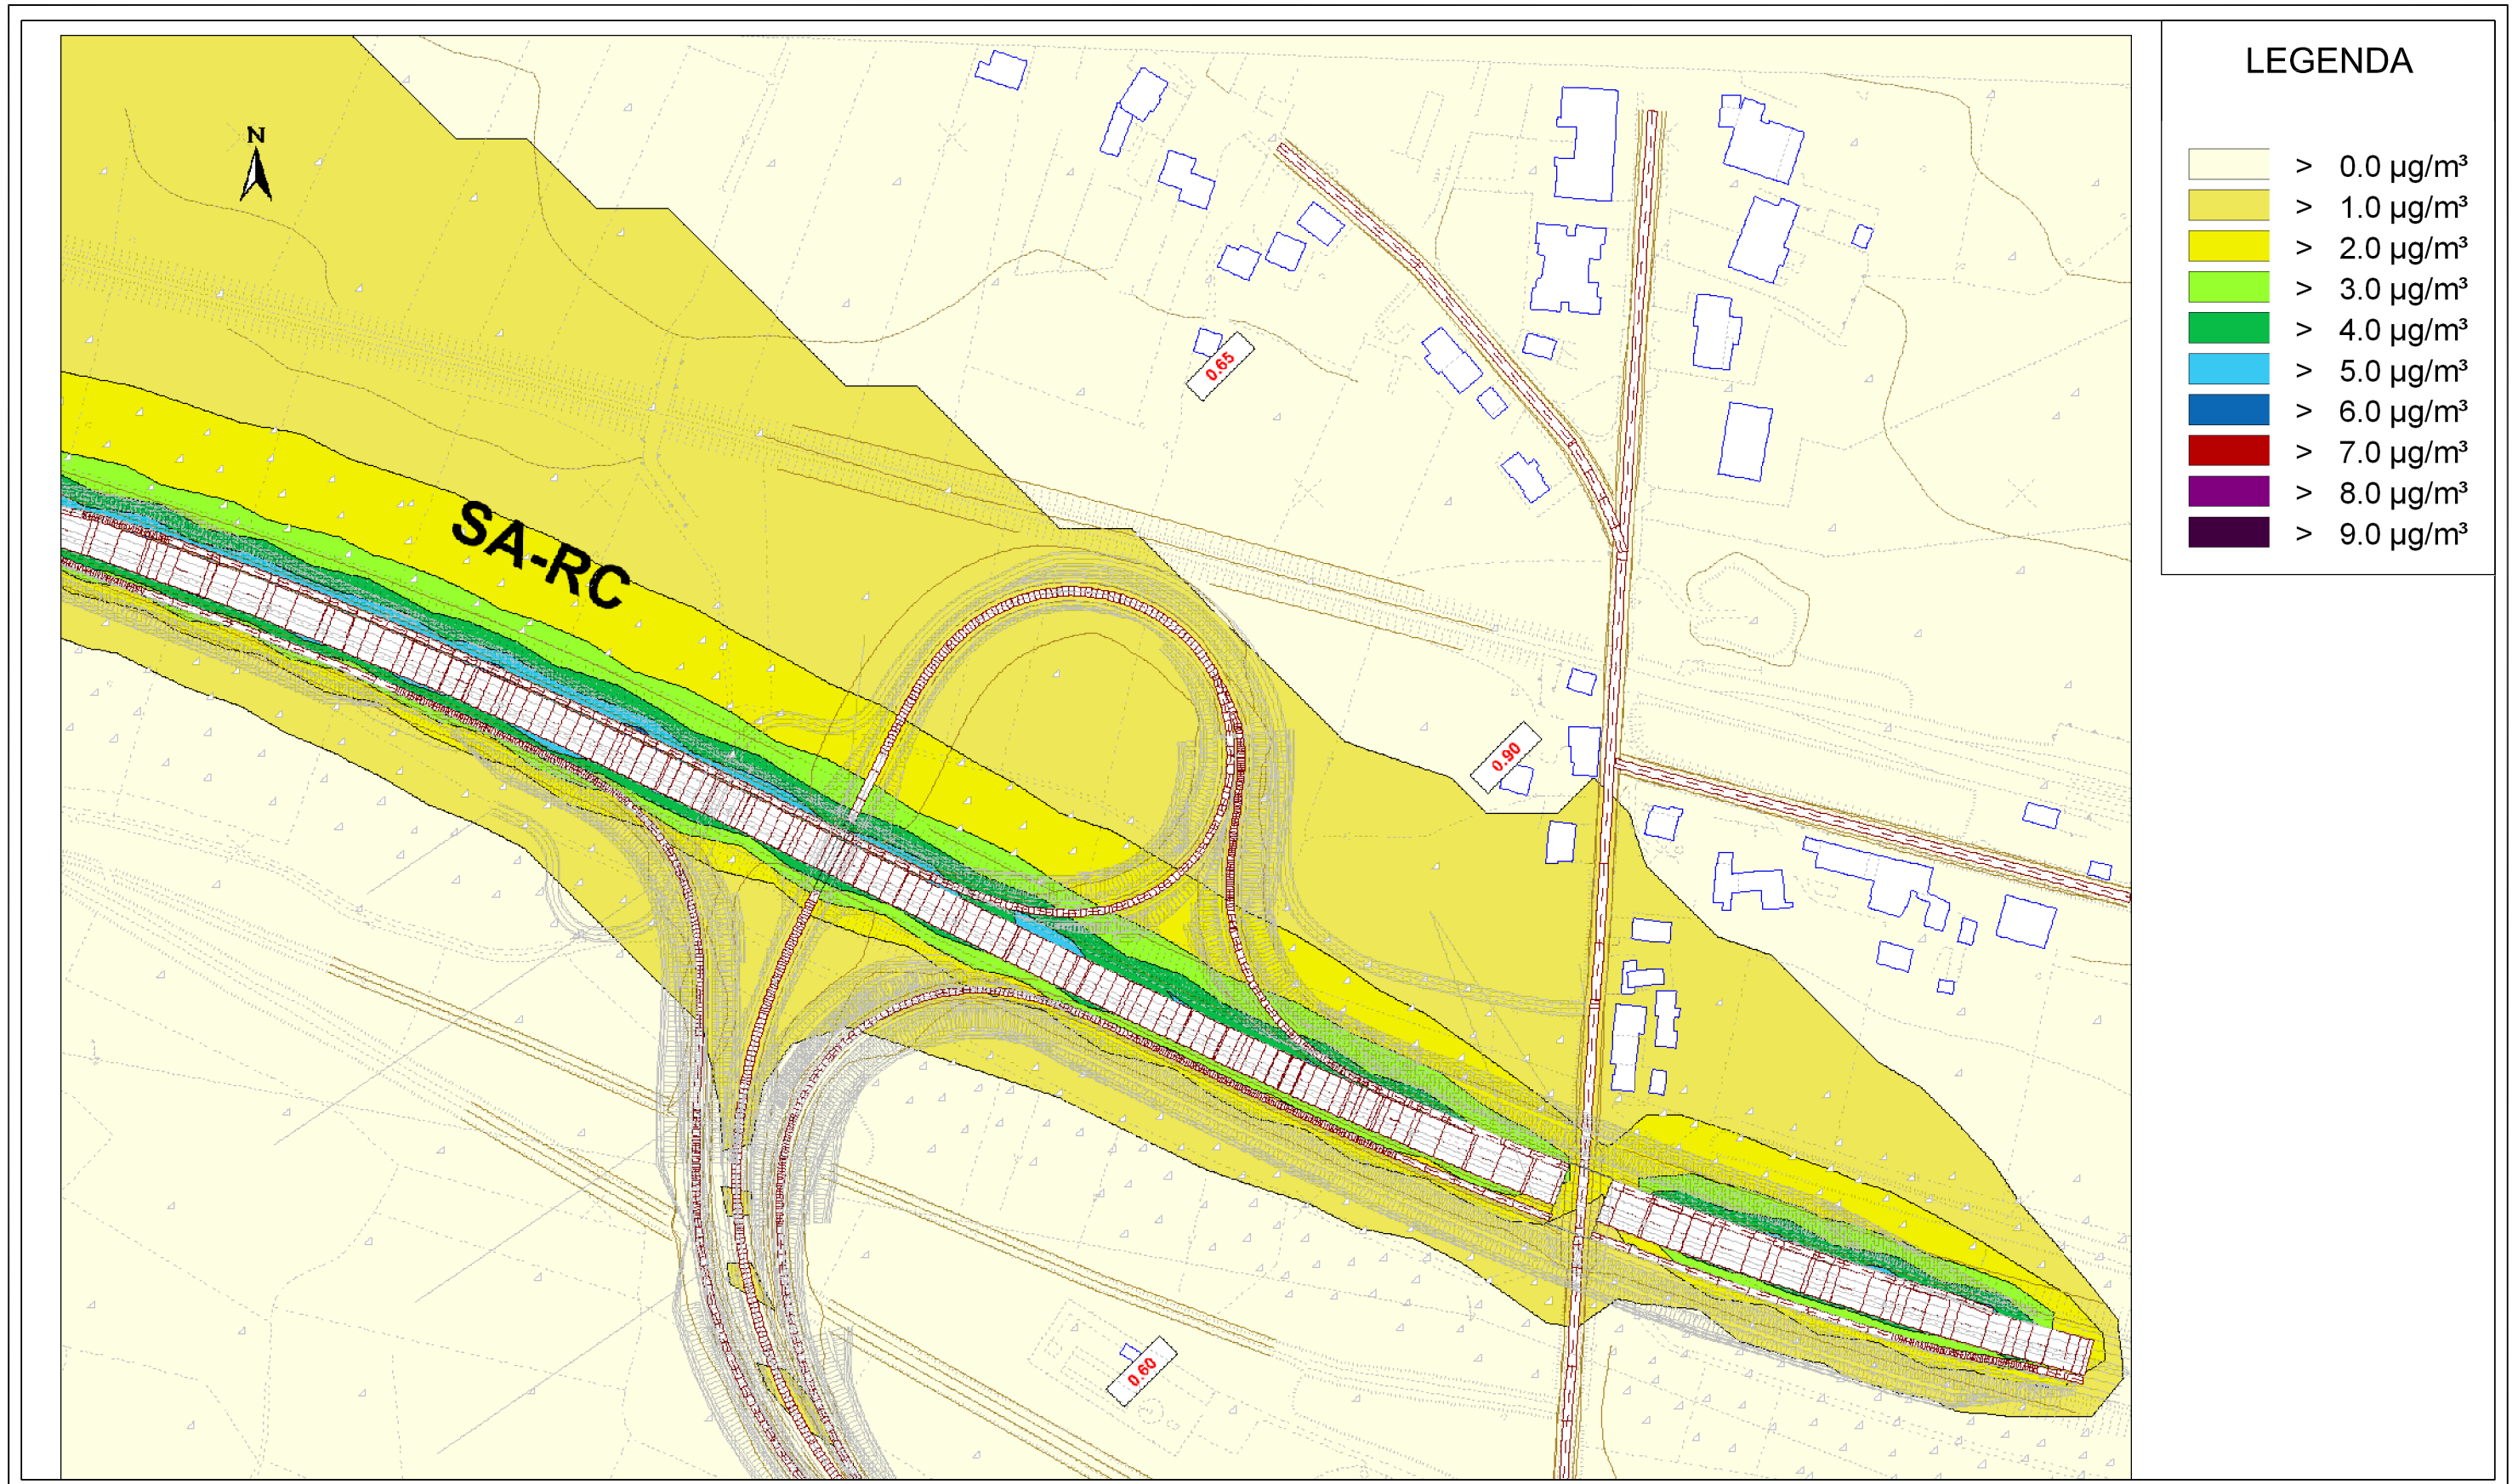 LEGENDA
> 0.0 µg/m³
> 1.0 µg/m³
> 2.0 µg/m³
> 3.0 µg/m³
> 4.0 µg/m³
> 5.0 µg/m³
> 6.0 µg/m³
> 7.0 µg/m³
> 8.0 µg/m³
> 9.0 µg/m³
N
0.65
SA-RC
0.90
0.60